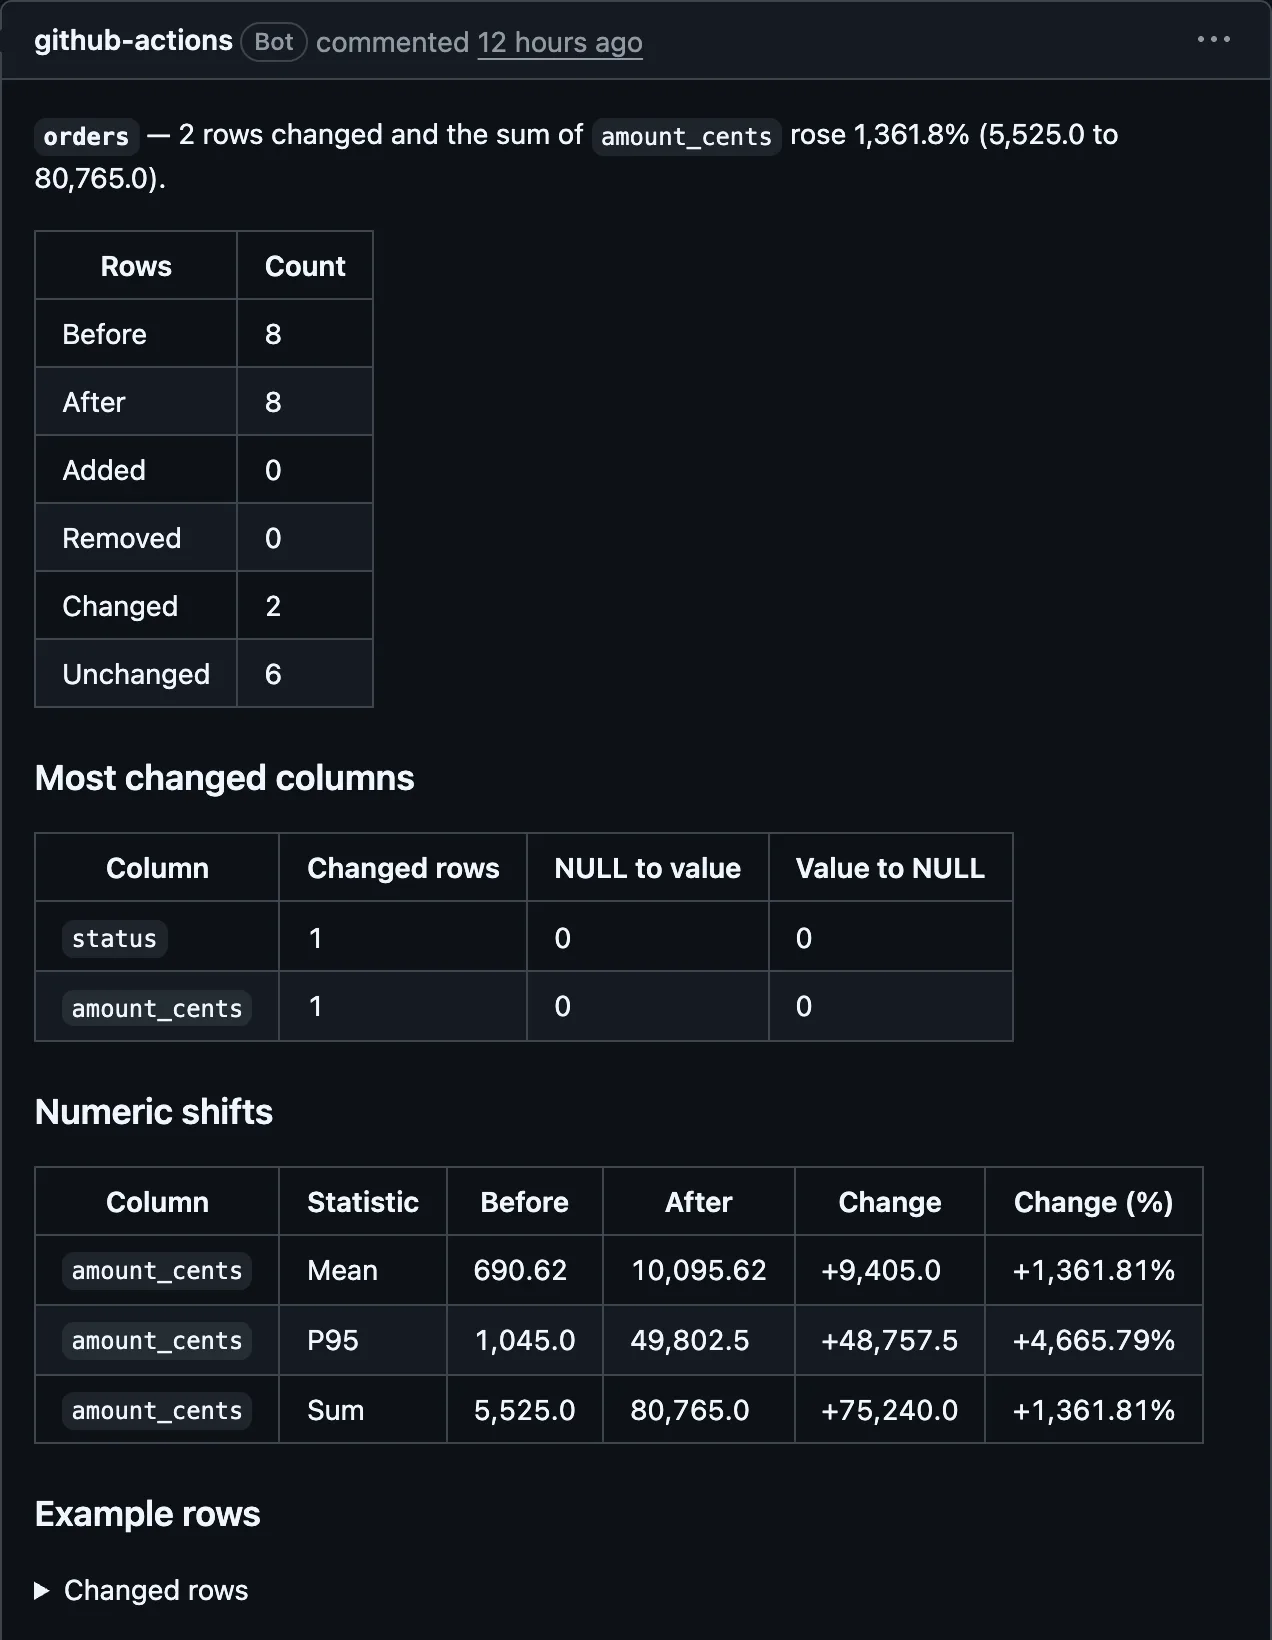 github-actions Bot commented 12 hours ago
orders — 2 rows changed and the sum of amount_cents rose 1,361.8% (5,525.0 to
80,765.0).
Rows Count
Before 8
After 8
Added 0
Removed 0
Changed 2
Unchanged 6
Most changed columns
Column Changed rows NULL to value Value to NULL
status 1 0 0
amount_cents 1 0 0
Numeric shifts
Column Statistic Before After Change Change (%)
amount_cents Mean 690.62 10,095.62 +9,405.0 +1,361.81%
amount_cents P95 1,045.0 49,802.5 +48,757.5 +4,665.79%
amount_cents Sum 5,525.0 80,765.0 +75,240.0 +1,361.81%
Example rows
Changed rows